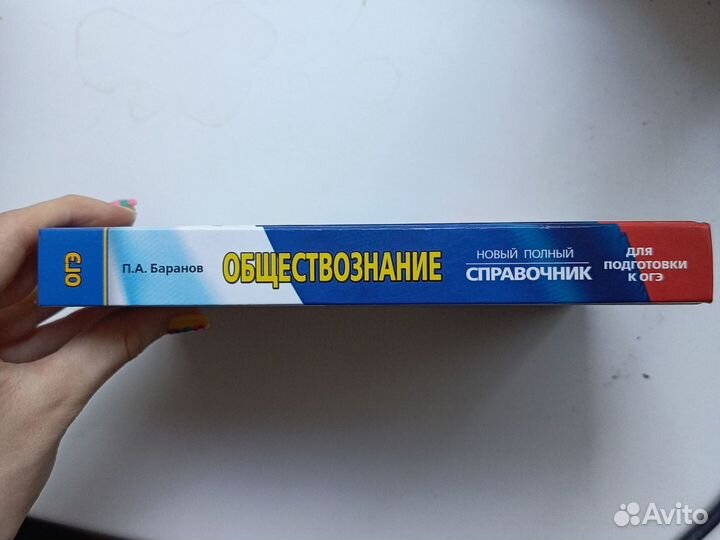 ОГЭ
П.А. Баранов
ОБЩЕСТВОЗНАНИЕ
НОВЫЙ ПОЛНЫЙ
СПРАВОЧНИК
ДЛЯ
ПОДГОТОВКИ
К ОГЭ
Avito